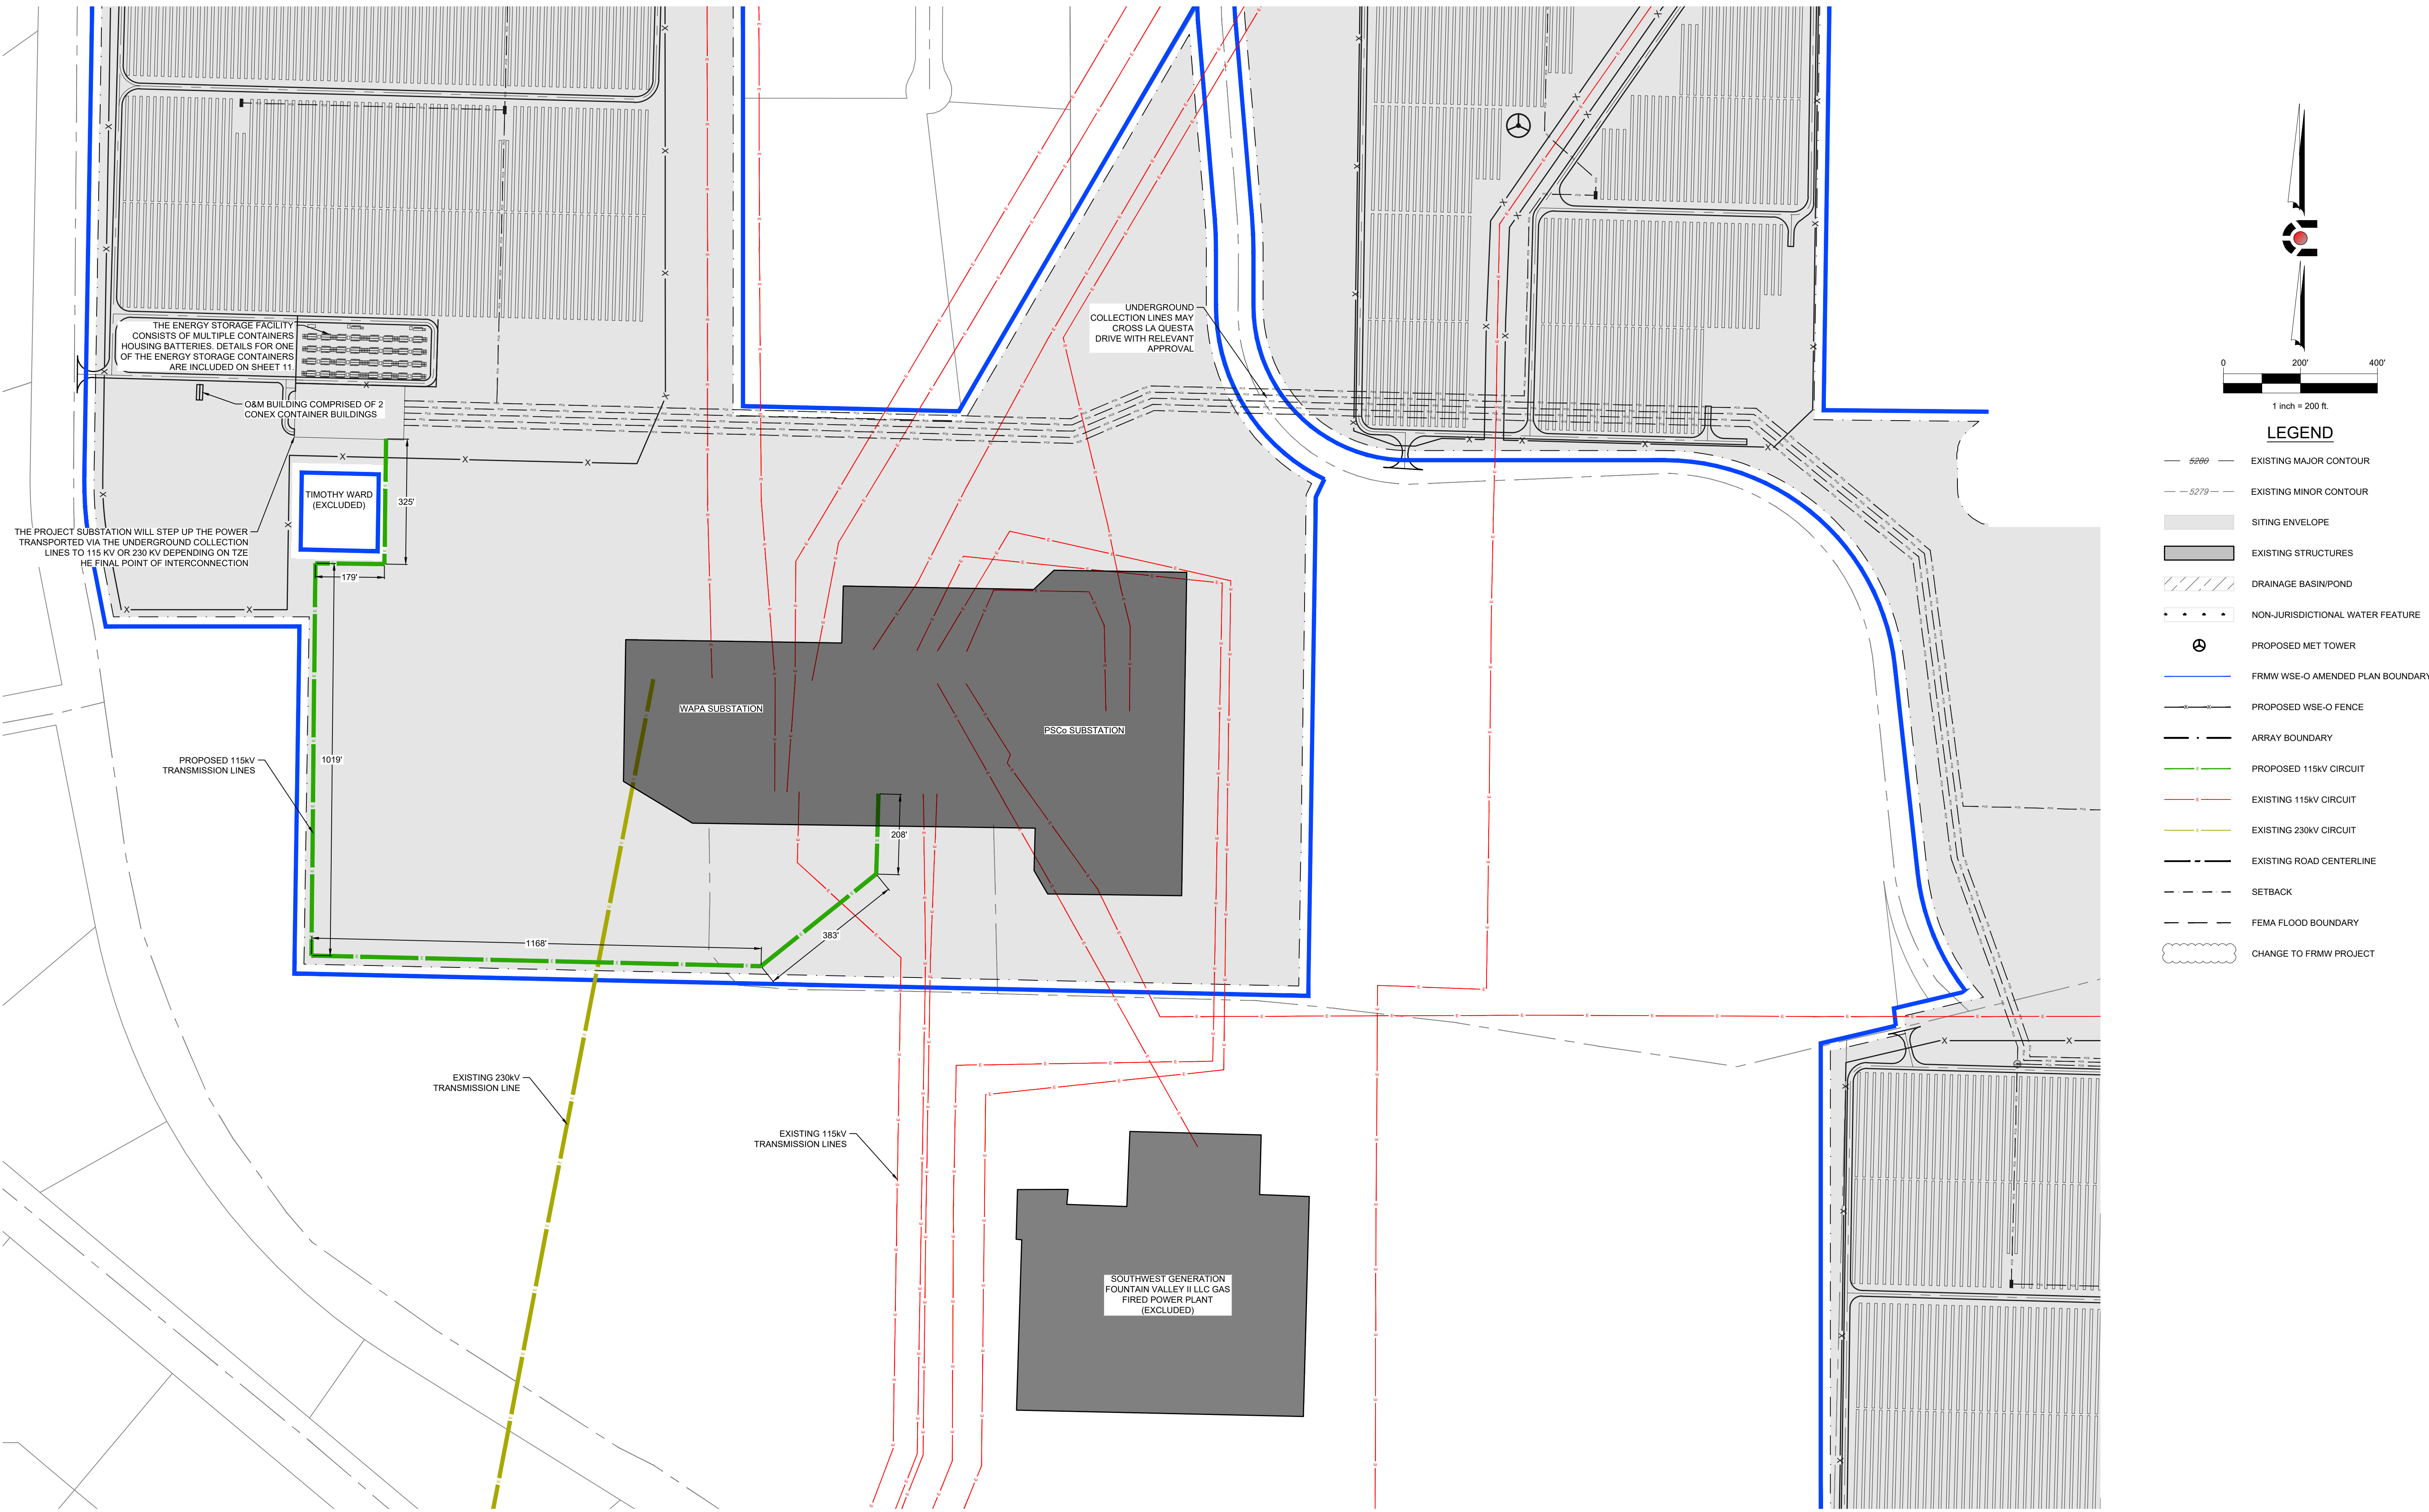 THE ENERGY STORAGE FACILITY
CONSISTS OF MULTIPLE CONTAINERS
HOUSING BATTERIES. DETAILS FOR ONE
OF THE ENERGY STORAGE CONTAINERS
ARE INCLUDED ON SHEET 11.
O&M BUILDING COMPRISED OF 2
CONEX CONTAINER BUILDINGS
UNDERGROUND
COLLECTION LINES MAY
CROSS LA QUESTA
DRIVE WITH RELEVANT
APPROVAL
TIMOTHY WARD
(EXCLUDED)
325'
THE PROJECT SUBSTATION WILL STEP UP THE POWER
TRANSPORTED VIA THE UNDERGROUND COLLECTION
LINES TO 115 KV OR 230 KV DEPENDING ON TZE
HE FINAL POINT OF INTERCONNECTION
179'
WAPA SUBSTATION
PSCo SUBSTATION
1019'
PROPOSED 115kV
TRANSMISSION LINES
208'
383'
1168'
EXISTING 230kV
TRANSMISSION LINE
EXISTING 115kV
TRANSMISSION LINES
SOUTHWEST GENERATION
FOUNTAIN VALLEY II LLC GAS
FIRED POWER PLANT
(EXCLUDED)
0 200' 400'
1 inch = 200 ft.
LEGEND
5280 EXISTING MAJOR CONTOUR
5279 EXISTING MINOR CONTOUR
SITING ENVELOPE
EXISTING STRUCTURES
DRAINAGE BASIN/POND
NON-JURISDICTIONAL WATER FEATURE
PROPOSED MET TOWER
FRMW WSE-O AMENDED PLAN BOUNDARY
X X PROPOSED WSE-O FENCE
ARRAY BOUNDARY
E PROPOSED 115kV CIRCUIT
E EXISTING 115kV CIRCUIT
E EXISTING 230kV CIRCUIT
EXISTING ROAD CENTERLINE
SETBACK
FEMA FLOOD BOUNDARY
CHANGE TO FRMW PROJECT